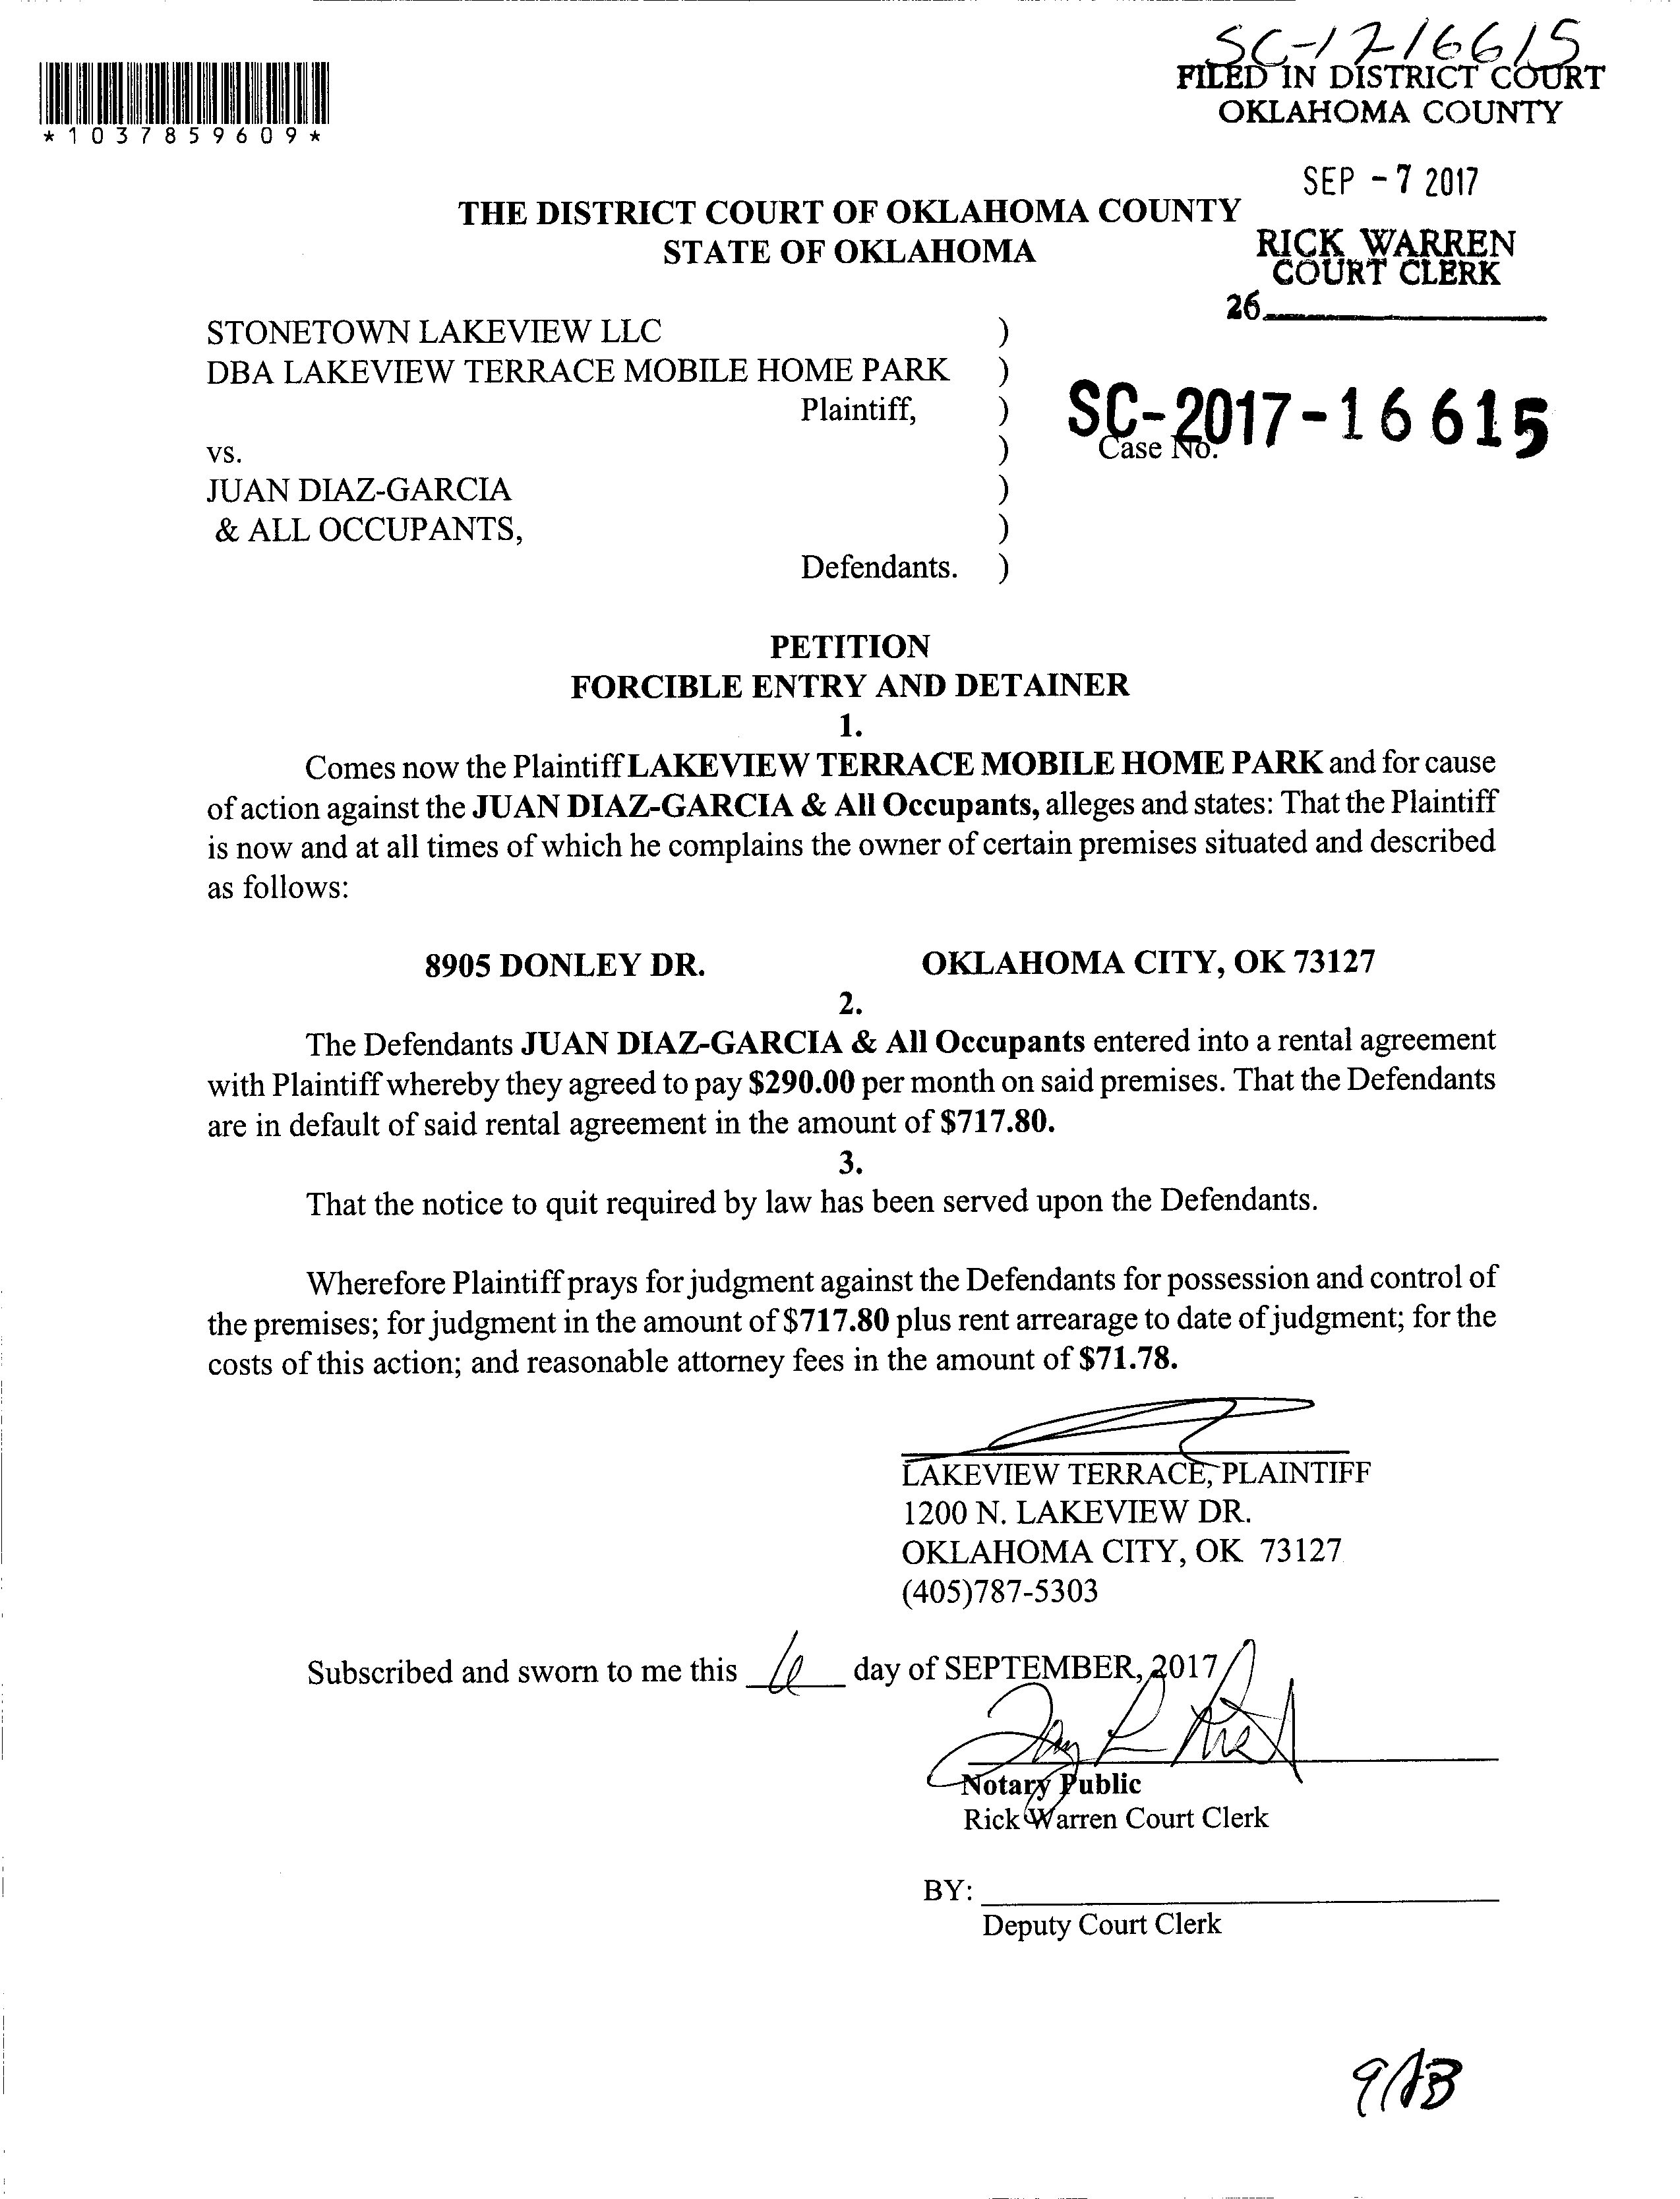 SC-1716615
FILED IN DISTRICT COURT
OKLAHOMA COUNTY
*1037859609*
SEP - 7 2017
THE DISTRICT COURT OF OKLAHOMA COUNTY
STATE OF OKLAHOMA
RICK WARREN
COURT CLERK
26
STONETOWN LAKEVIEW LLC )
DBA LAKEVIEW TERRACE MOBILE HOME PARK )
Plaintiff, )
SC-2017-16615
vs. ) Case No.
JUAN DIAZ-GARCIA )
& ALL OCCUPANTS, )
Defendants. )
PETITION
FORCIBLE ENTRY AND DETAINER
1.
Comes now the Plaintiff LAKEVIEW TERRACE MOBILE HOME PARK and for cause
of action against the JUAN DIAZ-GARCIA & All Occupants, alleges and states: That the Plaintiff
is now and at all times of which he complains the owner of certain premises situated and described
as follows:
8905 DONLEY DR. OKLAHOMA CITY, OK 73127
2.
The Defendants JUAN DIAZ-GARCIA & All Occupants entered into a rental agreement
with Plaintiff whereby they agreed to pay $290.00 per month on said premises. That the Defendants
are in default of said rental agreement in the amount of $717.80.
3.
That the notice to quit required by law has been served upon the Defendants.
Wherefore Plaintiff prays for judgment against the Defendants for possession and control of
the premises; for judgment in the amount of $717.80 plus rent arrearage to date of judgment; for the
costs of this action; and reasonable attorney fees in the amount of $71.78.
LAKEVIEW TERRACE, PLAINTIFF
1200 N. LAKEVIEW DR.
OKLAHOMA CITY, OK 73127
(405)787-5303
Subscribed and sworn to me this day of SEPTEMBER, 2017
Notary Public
Rick Warren Court Clerk
BY:
Deputy Court Clerk